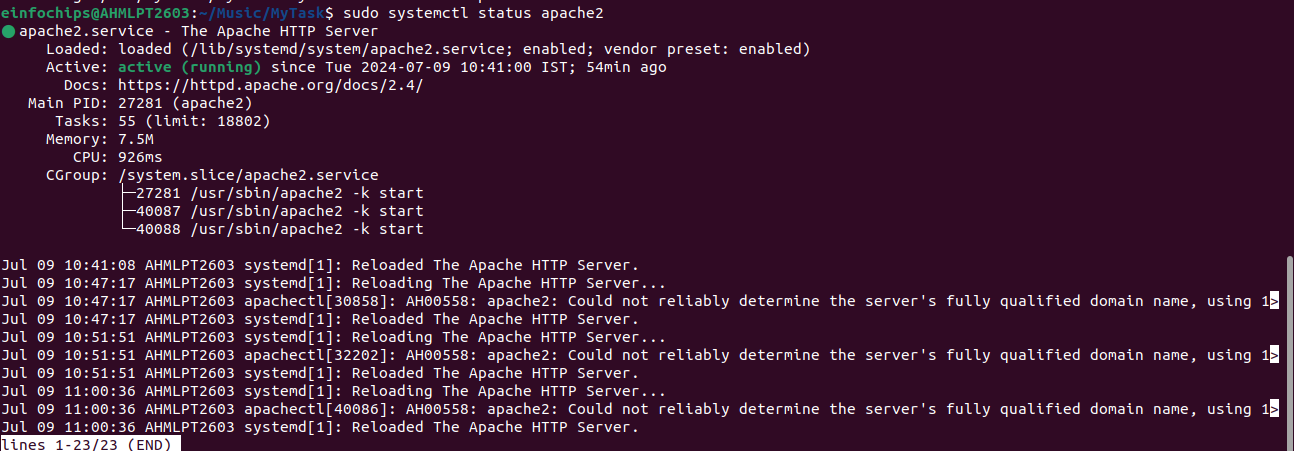 einfochips@AHMLPT2603:~/Music/MyTask$ sudo systemctl status apache2
● apache2.service - The Apache HTTP Server
     Loaded: loaded (/lib/systemd/system/apache2.service; enabled; vendor preset: enabled)
     Active: active (running) since Tue 2024-07-09 10:41:00 IST; 54min ago
       Docs: https://httpd.apache.org/docs/2.4/
   Main PID: 27281 (apache2)
      Tasks: 55 (limit: 18802)
     Memory: 7.5M
        CPU: 926ms
     CGroup: /system.slice/apache2.service
             ├─27281 /usr/sbin/apache2 -k start
             ├─40087 /usr/sbin/apache2 -k start
             └─40088 /usr/sbin/apache2 -k start

Jul 09 10:41:08 AHMLPT2603 systemd[1]: Reloaded The Apache HTTP Server.
Jul 09 10:47:17 AHMLPT2603 systemd[1]: Reloading The Apache HTTP Server...
Jul 09 10:47:17 AHMLPT2603 apachectl[30858]: AH00558: apache2: Could not reliably determine the server's fully qualified domain name, using 1>
Jul 09 10:47:17 AHMLPT2603 systemd[1]: Reloaded The Apache HTTP Server.
Jul 09 10:51:51 AHMLPT2603 systemd[1]: Reloading The Apache HTTP Server...
Jul 09 10:51:51 AHMLPT2603 apachectl[32202]: AH00558: apache2: Could not reliably determine the server's fully qualified domain name, using 1>
Jul 09 10:51:51 AHMLPT2603 systemd[1]: Reloaded The Apache HTTP Server.
Jul 09 11:00:36 AHMLPT2603 systemd[1]: Reloading The Apache HTTP Server...
Jul 09 11:00:36 AHMLPT2603 apachectl[40086]: AH00558: apache2: Could not reliably determine the server's fully qualified domain name, using 1>
Jul 09 11:00:36 AHMLPT2603 systemd[1]: Reloaded The Apache HTTP Server.
lines 1-23/23 (END)